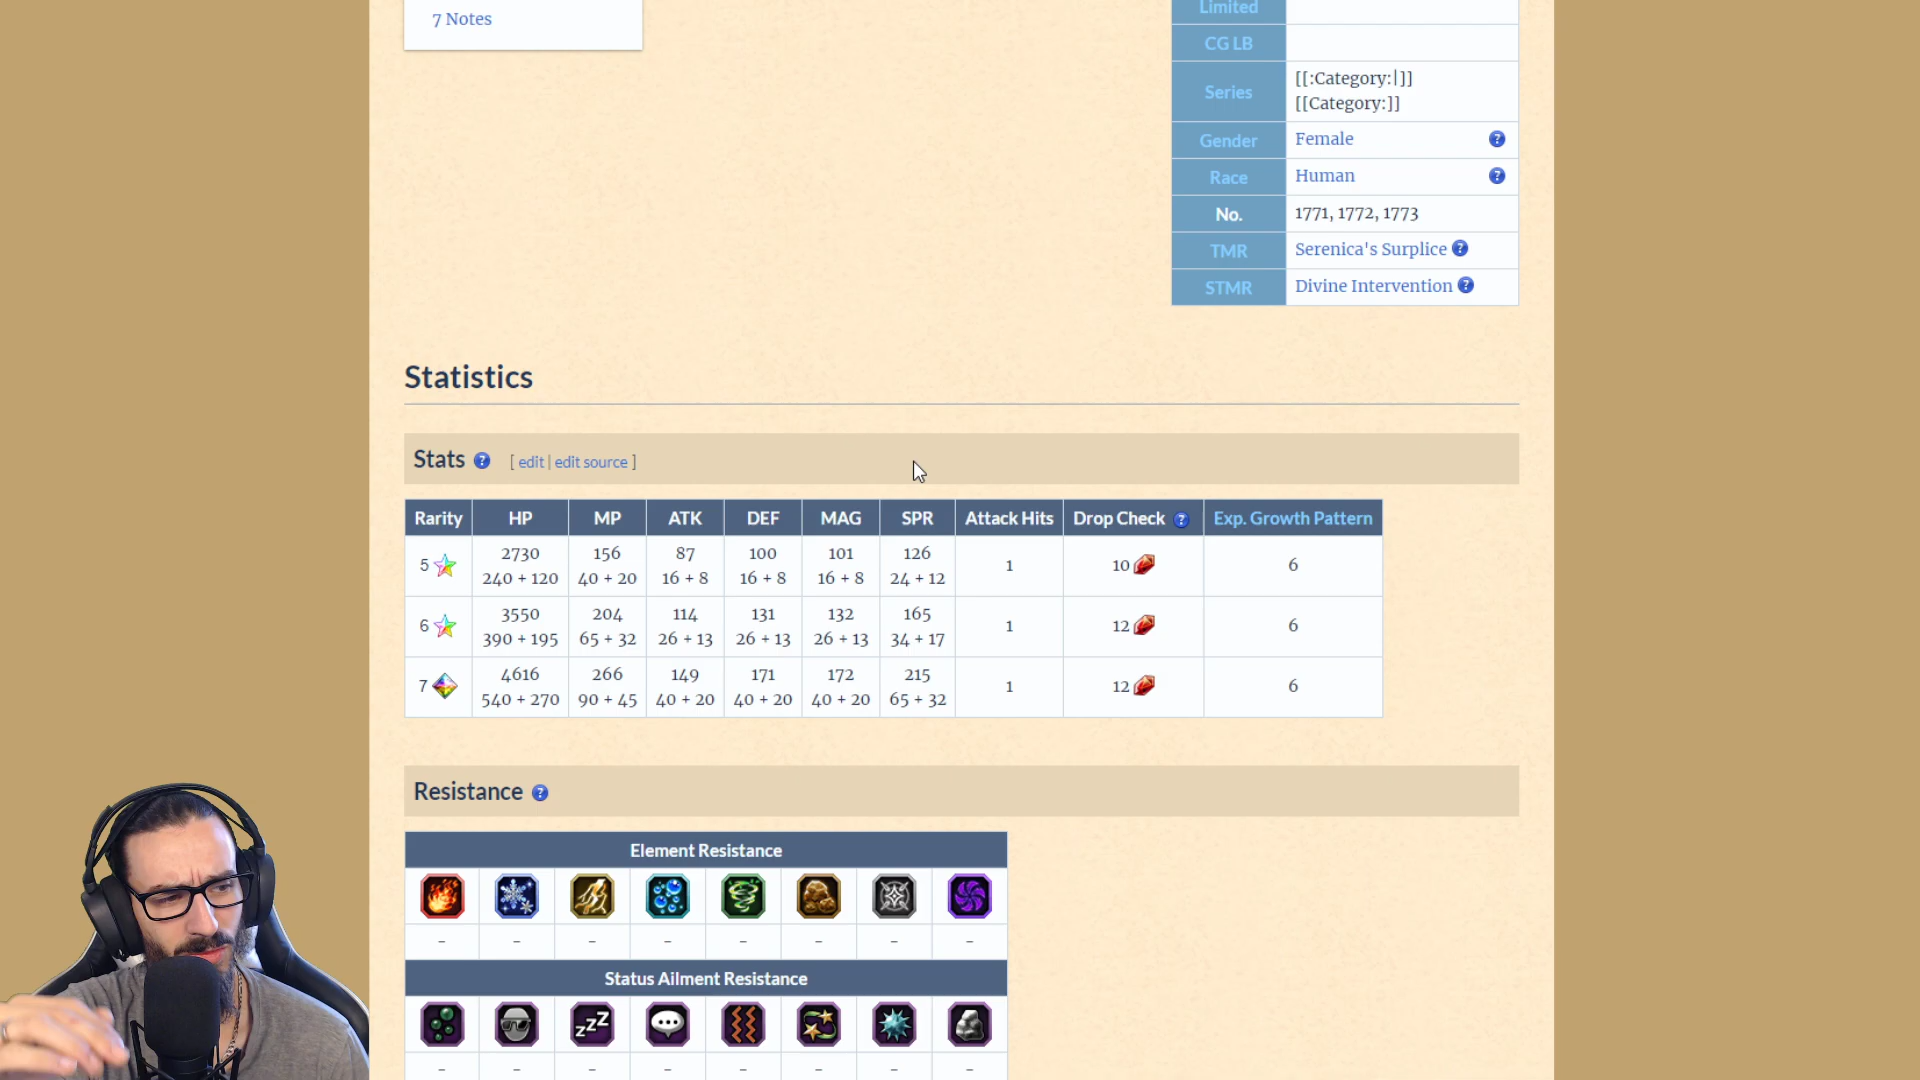 7 Notes
Limited
CG LB
Series
[[:Category:|]]
[[Category:]]
Gender Female
Race Human
No. 1771, 1772, 1773
TMR Serenica's Surplice
STMR Divine Intervention
Statistics
Stats [ edit | edit source ]
Rarity HP MP ATK DEF MAG SPR Attack Hits Drop Check Exp. Growth Pattern
5 2730 156 87 100 101 126 1 10 6
240 + 120 40 + 20 16 + 8 16 + 8 16 + 8 24 + 12
6 3550 204 114 131 132 165 1 12 6
390 + 195 65 + 32 26 + 13 26 + 13 26 + 13 34 + 17
7 4616 266 149 171 172 215 1 12 6
540 + 270 90 + 45 40 + 20 40 + 20 40 + 20 65 + 32
Resistance
Element Resistance
- - - - - - - -
Status Ailment Resistance
zZZ
- - - - - - - -